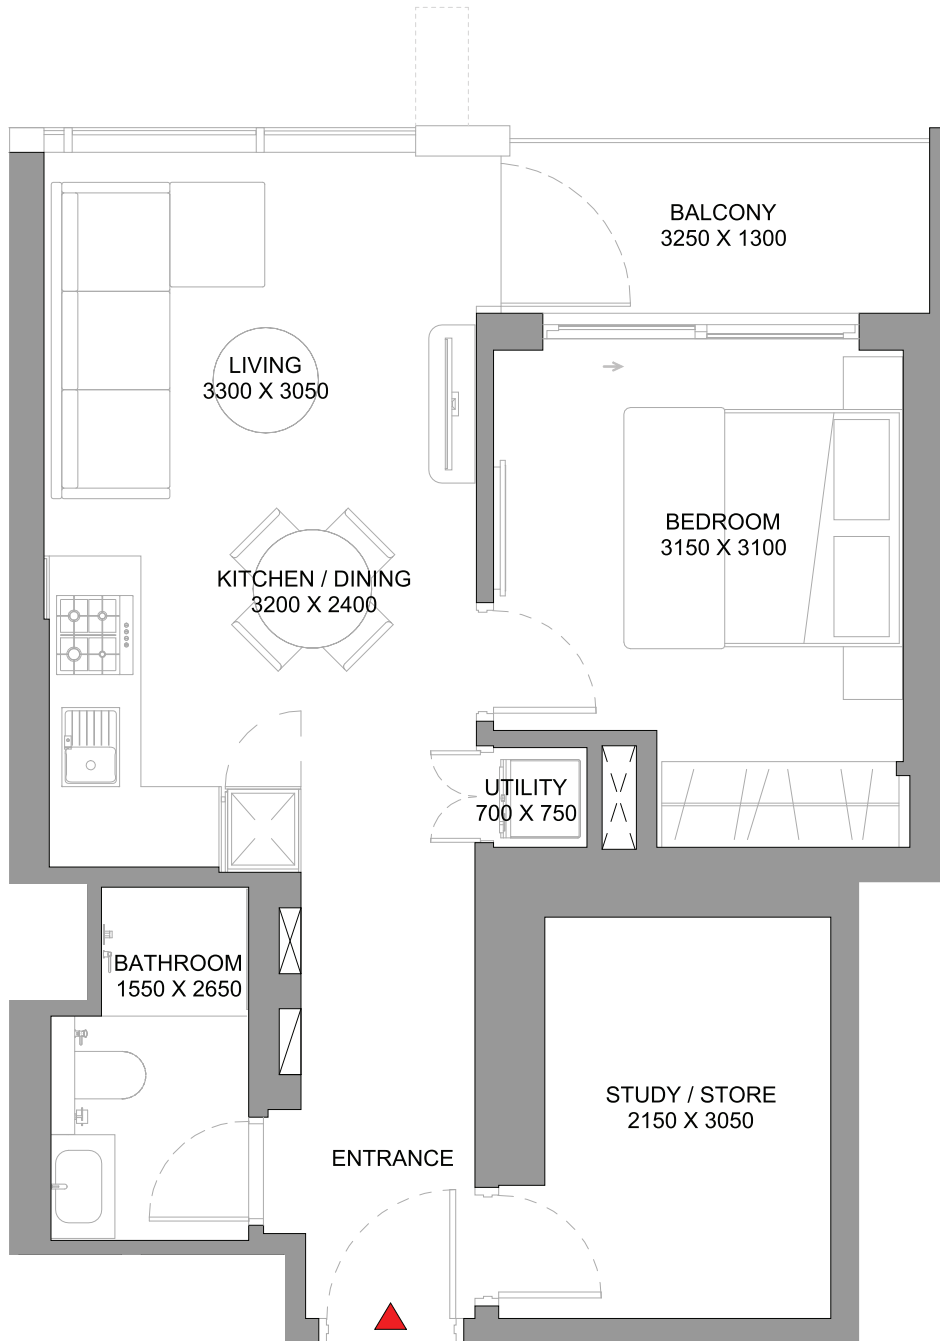 BALCONY
3250 X 1300
LIVING
3300 X 3050
BEDROOM
3150 X 3100
KITCHEN / DINING
3200 X 2400
UTILITY
700 X 750
BATHROOM
1550 X 2650
STUDY / STORE
2150 X 3050
ENTRANCE